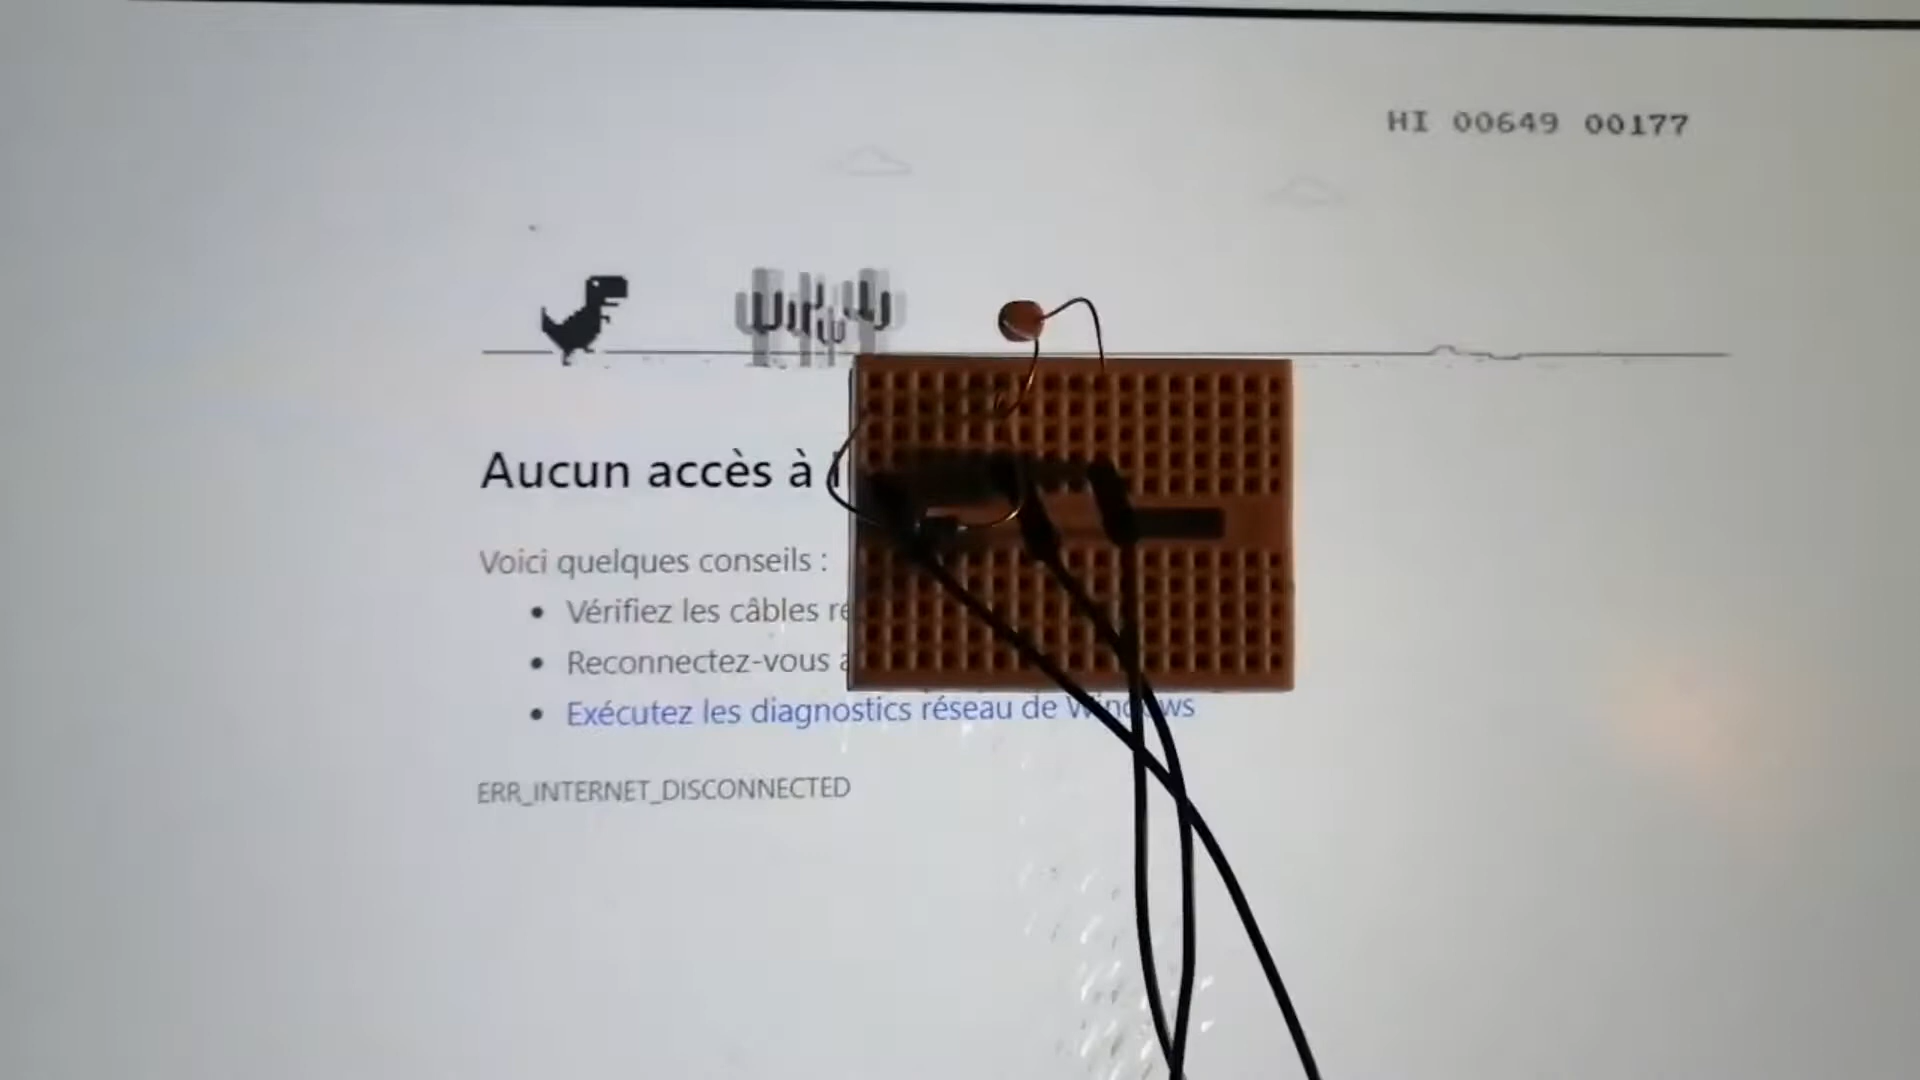 HI 00649 00177
Aucun accès à
Voici quelques conseils :
Vérifiez les câbles
Reconnectez-vous
Exécutez les diagnostics réseau de Windows
ERR_INTERNET_DISCONNECTED